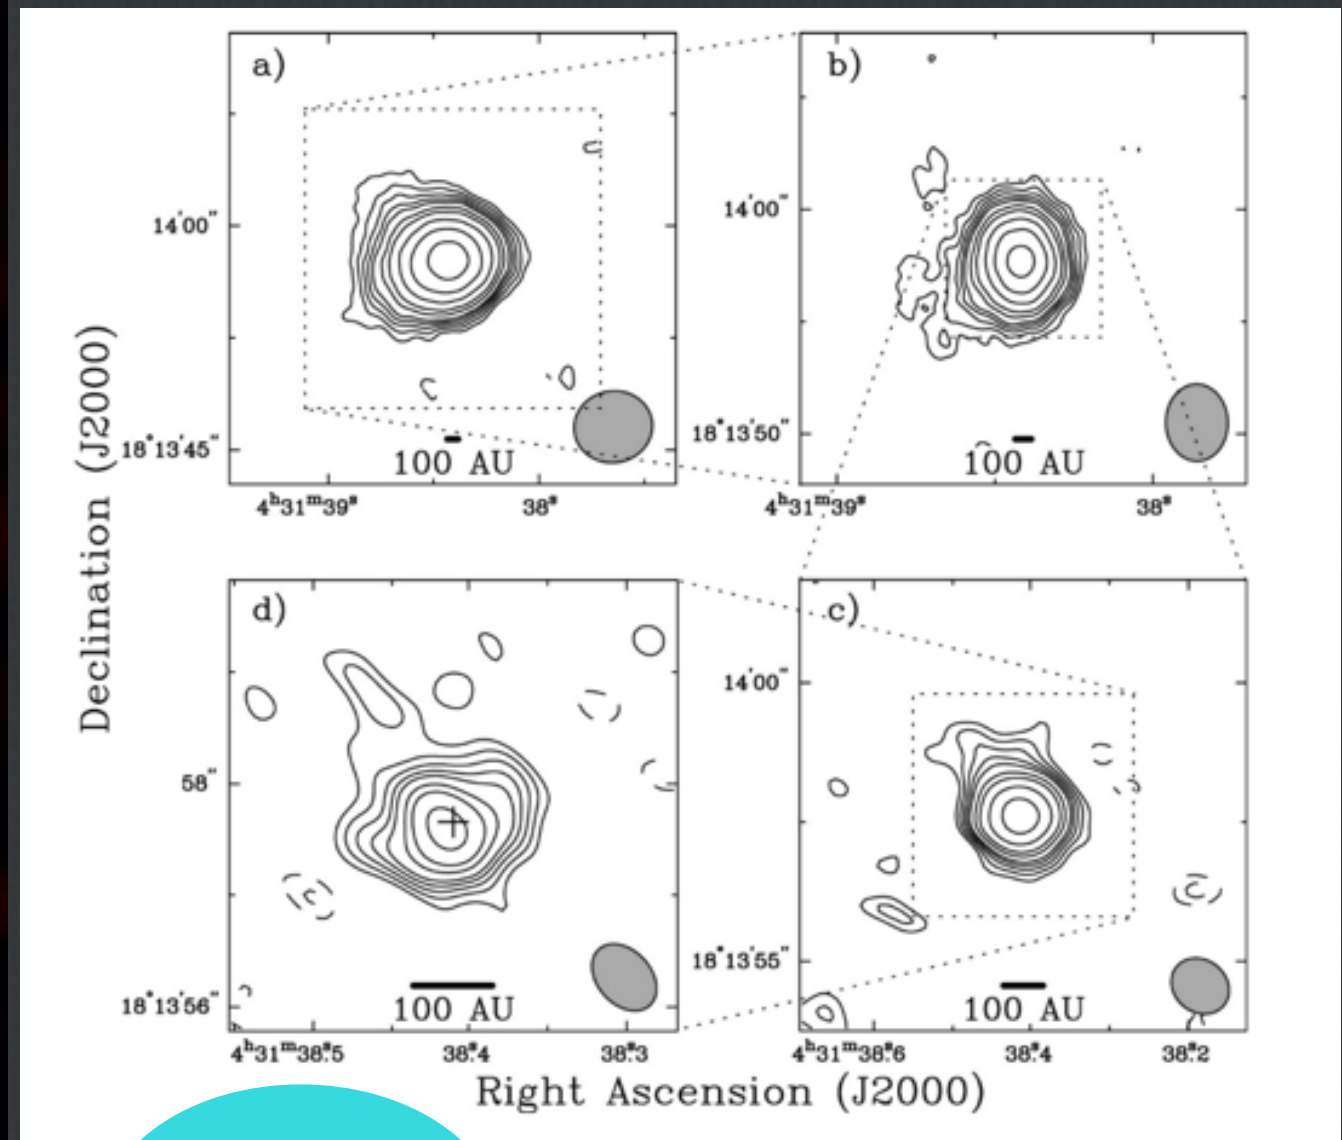 a)
14'00"
18°13'45"
100 AU
4ʰ31ᵐ39ˢ
38ˢ
b)
14'00"
18°13'50"
100 AU
4ʰ31ᵐ39ˢ
38ˢ
Declination (J2000)
d)
58"
18°13'56"
100 AU
4ʰ31ᵐ38ˢ.5
38ˢ.4
38ˢ.3
c)
14'00"
18°13'55"
100 AU
4ʰ31ᵐ38ˢ.6
38ˢ.4
38ˢ.2
Right Ascension (J2000)